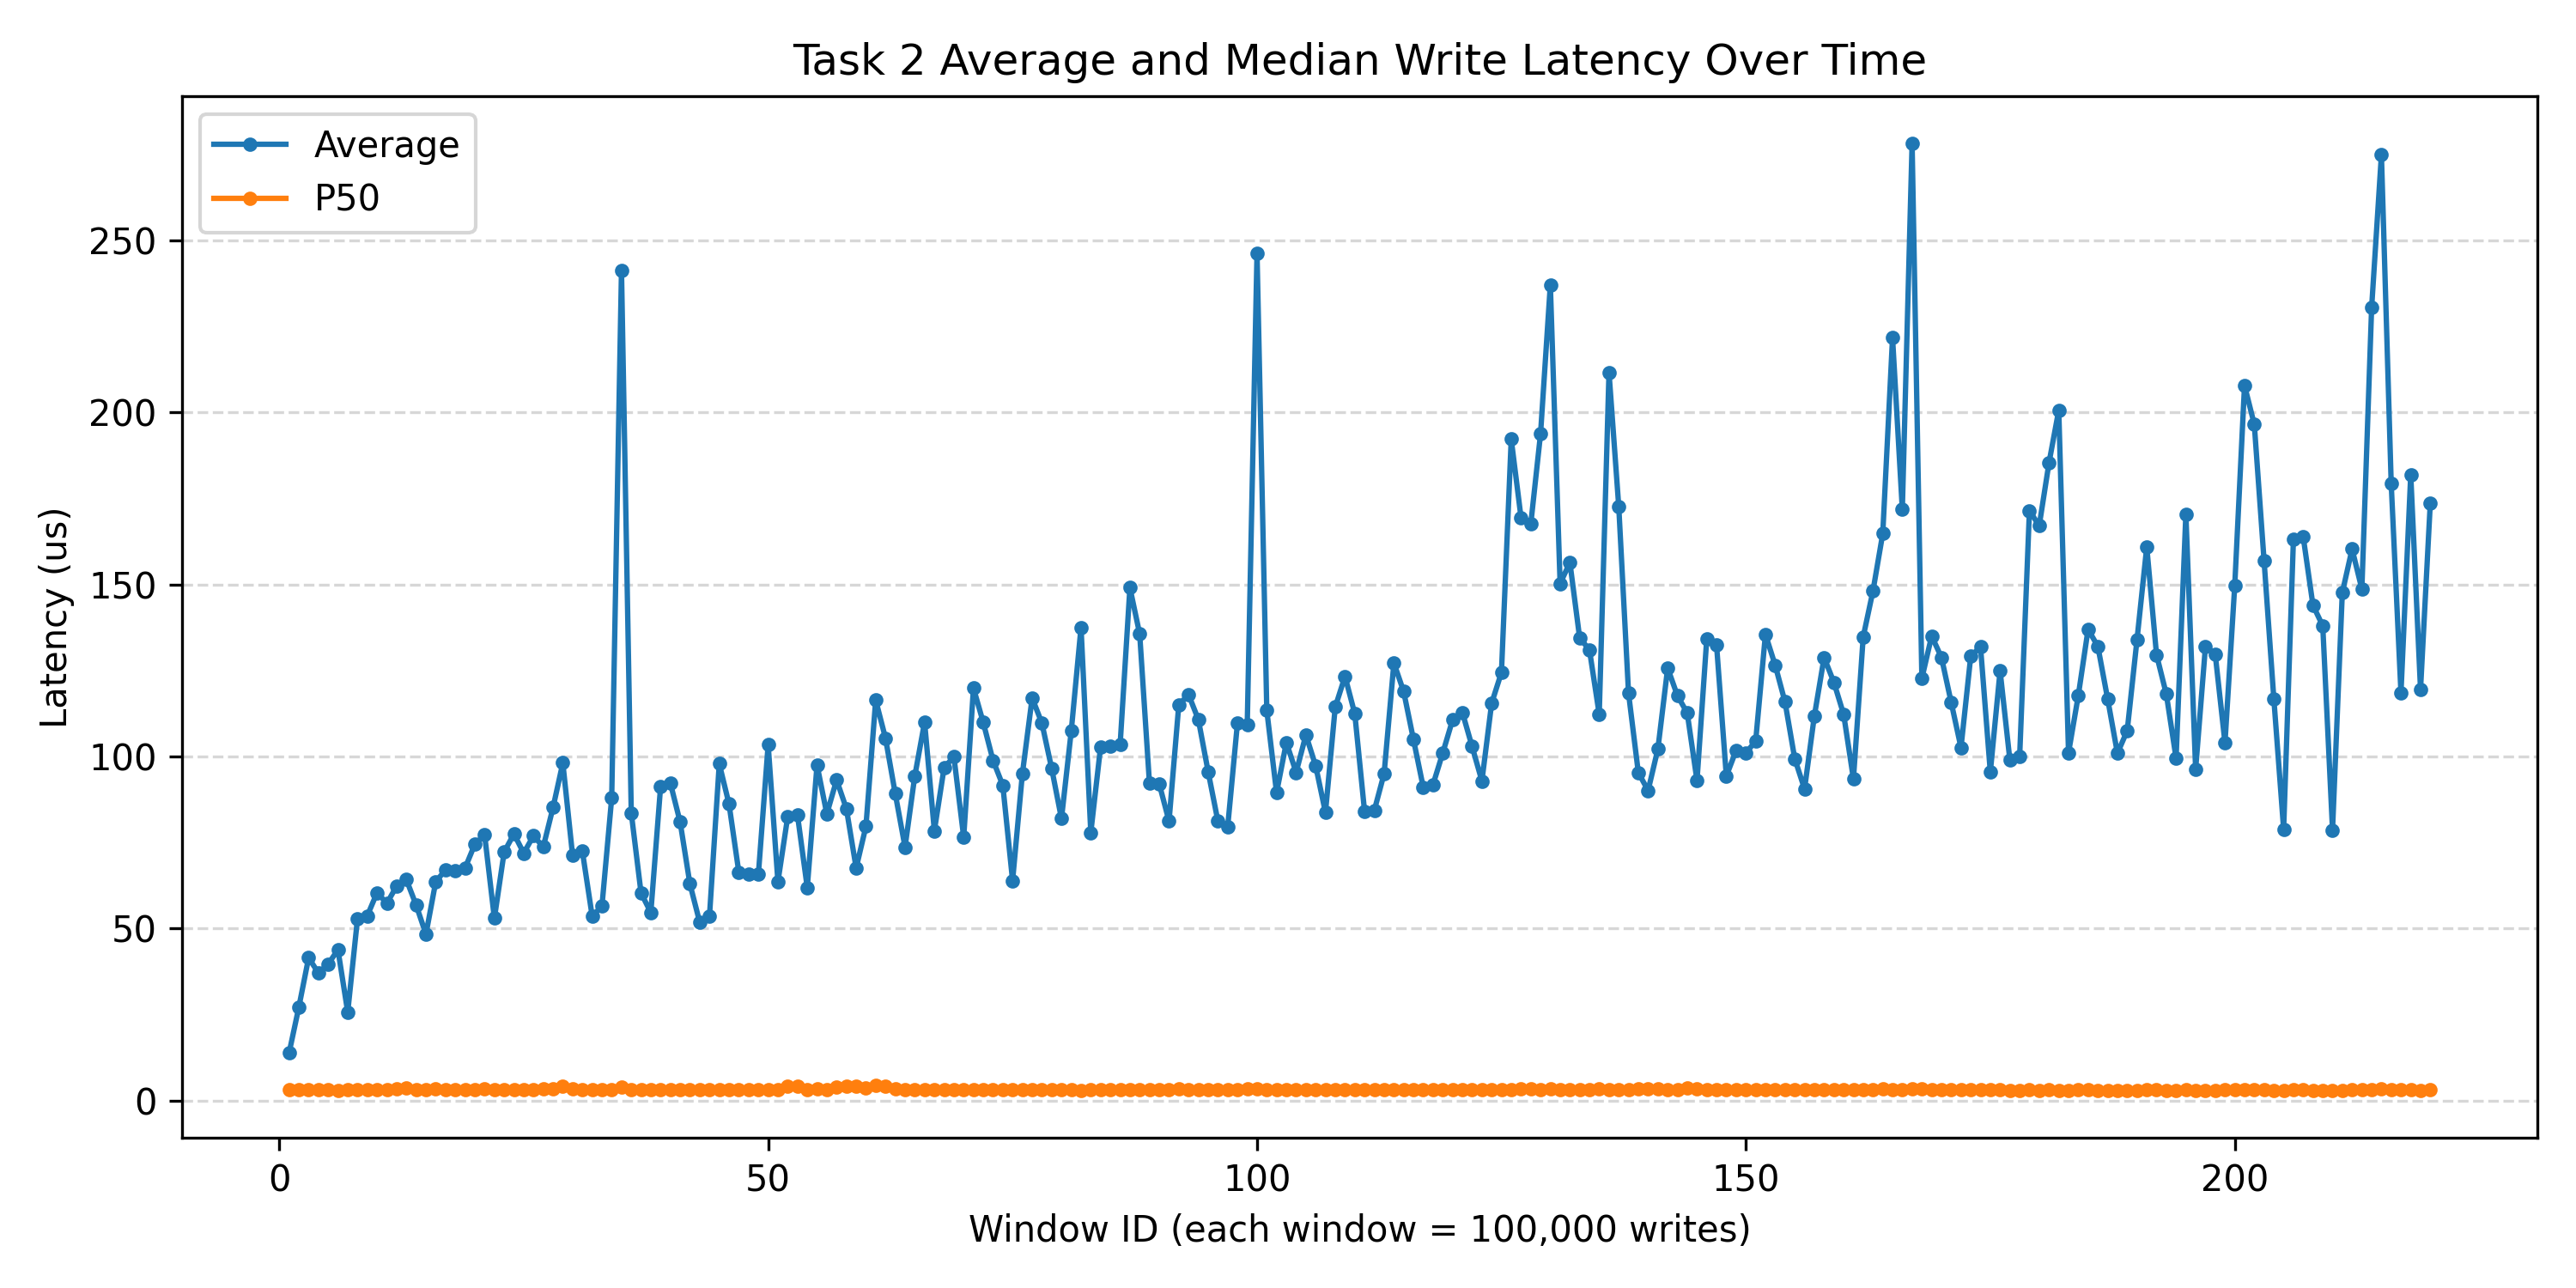 Task 2 Average and Median Write Latency Over Time
Average
P50
Latency (us)
250
200
150
100
50
0
0 50 100 150 200
Window ID (each window = 100,000 writes)